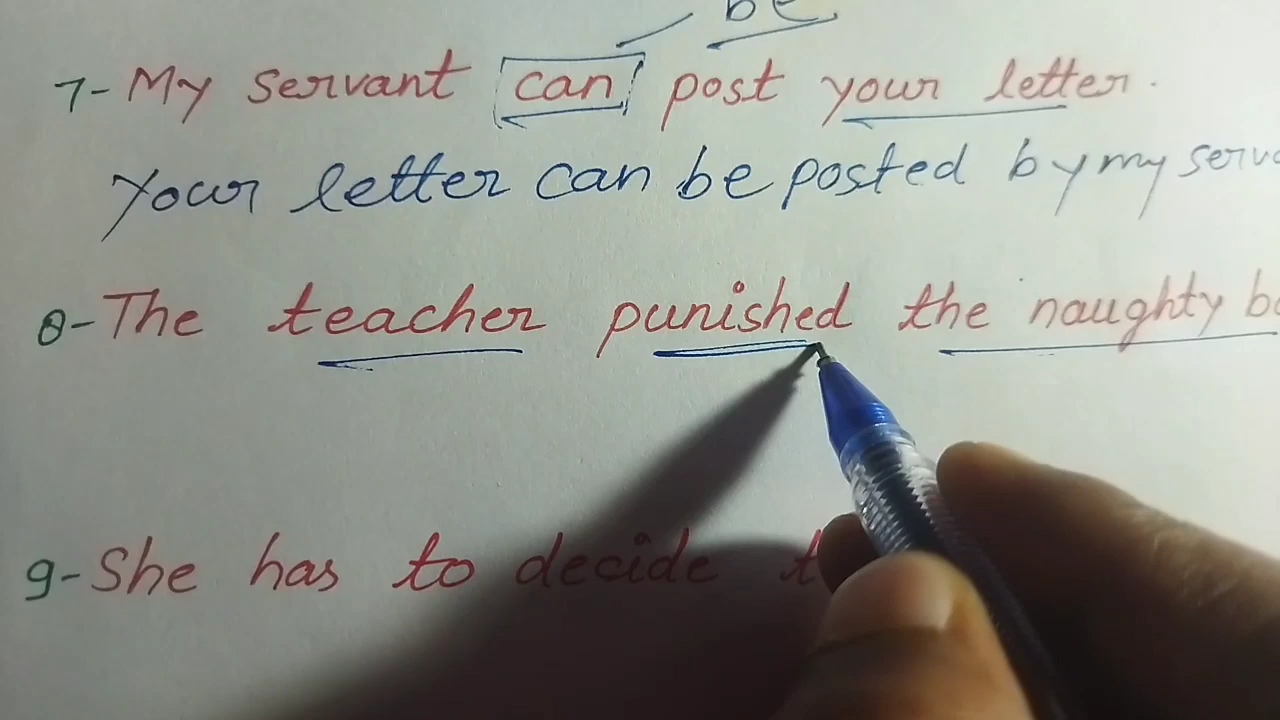 be
7- My servant can post your letter.
Your letter can be posted by my
8- The teacher punished the naughty
9- She has to decide